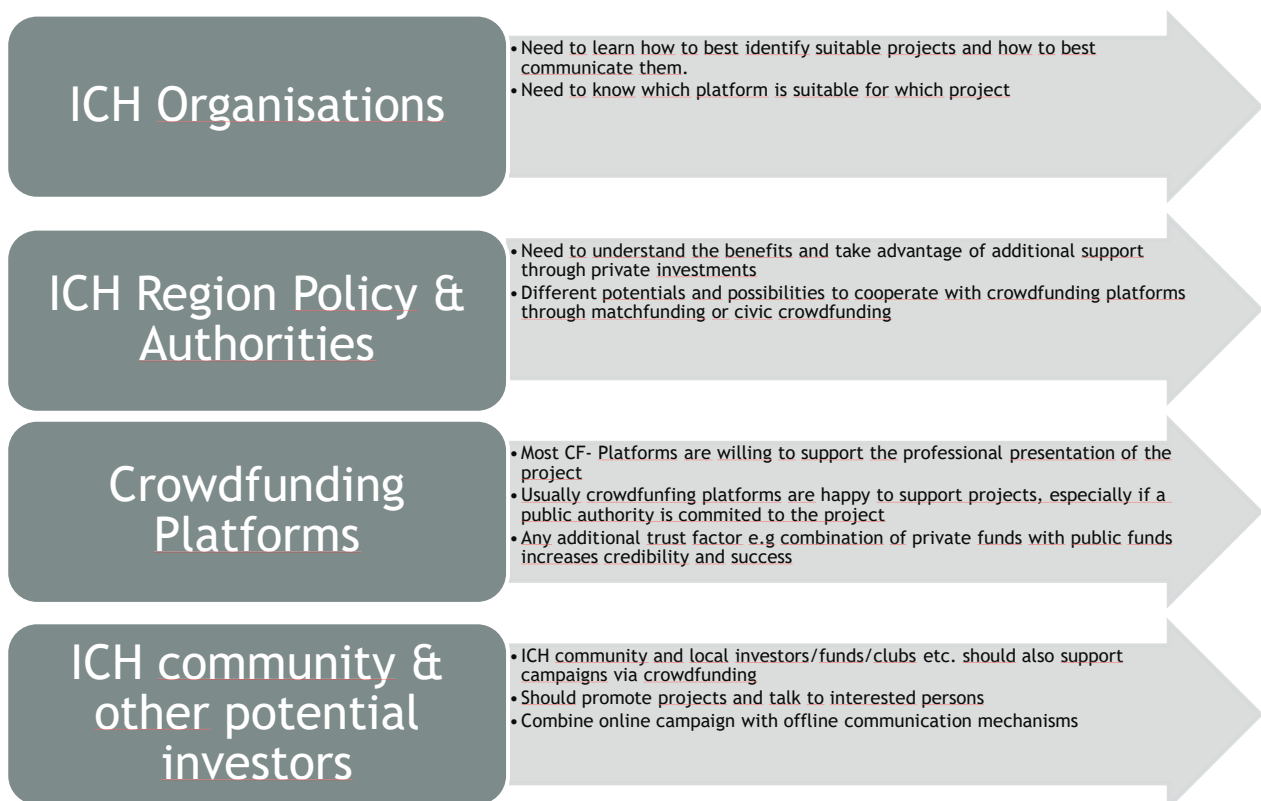 ICH Organisations
• Need to learn how to best identify suitable projects and how to best
communicate them.
• Need to know which platform is suitable for which project
ICH Region Policy &
Authorities
• Need to understand the benefits and take advantage of additional support
through private investments
• Different potentials and possibilities to cooperate with crowdfunding platforms
through matchfunding or civic crowdfunding
Crowdfunding
Platforms
• Most CF- Platforms are willing to support the professional presentation of the
project
• Usually crowdfunfing platforms are happy to support projects, especially if a
public authority is commited to the project
• Any additional trust factor e.g combination of private funds with public funds
increases credibility and success
ICH community &
other potential
investors
• ICH community and local investors/funds/clubs etc. should also support
campaigns via crowdfunding
• Should promote projects and talk to interested persons
• Combine online campaign with offline communication mechanisms